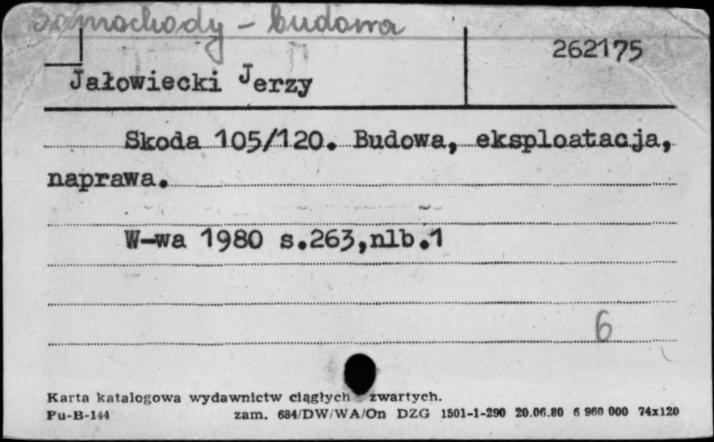 Samochody - budowa
262175
Jałowiecki Jerzy
Skoda 105/120. Budowa, eksploatacja,
naprawa.
W-wa 1980 s.263,nlb.1
6
Karta katalogowa wydawnictw ciągłych zwartych.
Pu-B-144 zam. 684/DW/WA/On DZG 1501-1-290 20.06.80 6 960 000 74x120